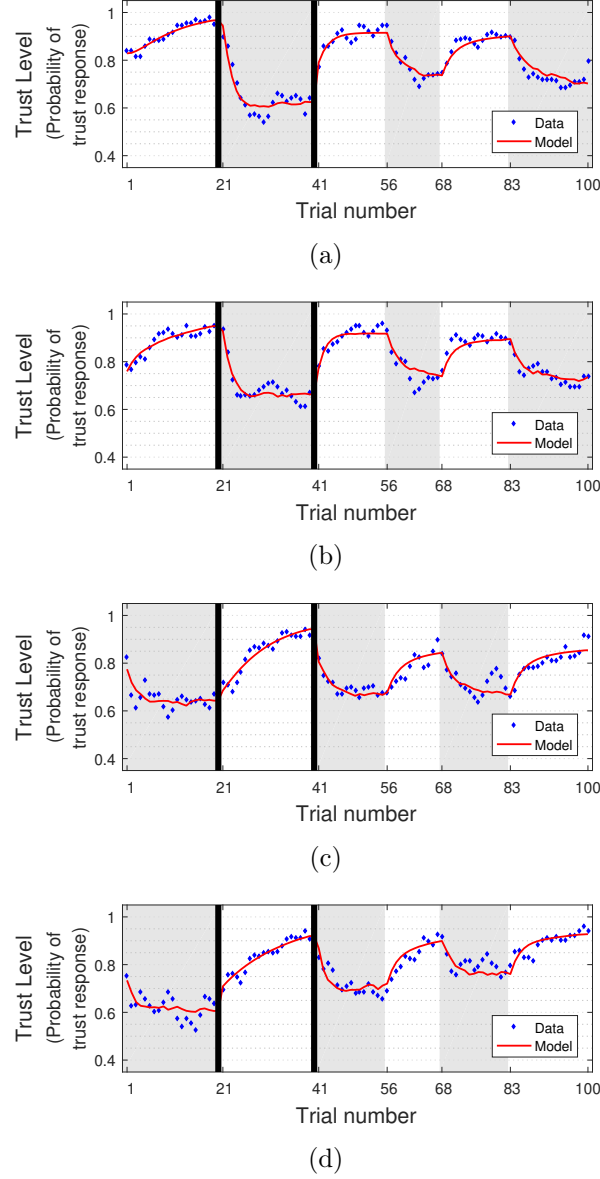 Trust Level
(Probability of
trust response)
1
0.8
0.6
0.4
Data
Model
1
21
41
56
68
83
100
Trial number
(a)
Trust Level
(Probability of
trust response)
1
0.8
0.6
0.4
Data
Model
1
21
41
56
68
83
100
Trial number
(b)
Trust Level
(Probability of
trust response)
1
0.8
0.6
0.4
Data
Model
1
21
41
56
68
83
100
Trial number
(c)
Trust Level
(Probability of
trust response)
1
0.8
0.6
0.4
Data
Model
1
21
41
56
68
83
100
Trial number
(d)